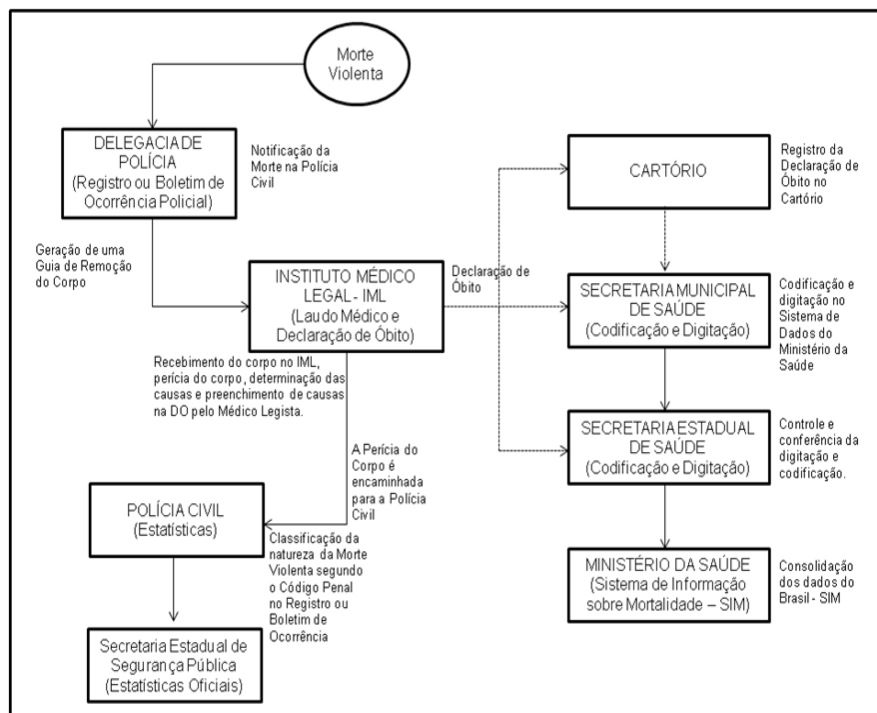 Morte
Violenta
DELEGACIA DE
POLÍCIA
(Registro ou Boletim de
Ocorrência Policial)
Notificação da
Morte na Polícia
Civil
CARTÓRIO
Registro da
Declaração de
Óbito no
Cartório
Geração de uma
Guia de Remoção
do Corpo
INSTITUTO MÉDICO
LEGAL - IML
(Laudo Médico e
Declaração de Óbito)
Declaração de
Óbito
SECRETARIA MUNICIPAL
DE SAÚDE
(Codificação e Digitação)
Codificação e
digitação no
Sistema de
Dados do
Ministério da
Saúde
Recebimento do corpo no IML,
perícia do corpo, determinação das
causas e preenchimento de causas
na DO pelo Médico Legista.
SECRETARIA ESTADUAL
DE SAÚDE
(Codificação e Digitação)
Controle e
conferência da
digitação e
codificação.
A Perícia do
Corpo é
encaminhada
para a Polícia
Civil
POLÍCIA CIVIL
(Estatísticas)
Classificação da
natureza da Morte
Violenta segundo
o Código Penal
no Registro ou
Boletim de
Ocorrência
MINISTÉRIO DA SAÚDE
(Sistema de Informação
sobre Mortalidade – SIM)
Consolidação
dos dados do
Brasil - SIM
Secretaria Estadual de
Segurança Pública
(Estatísticas Oficiais)